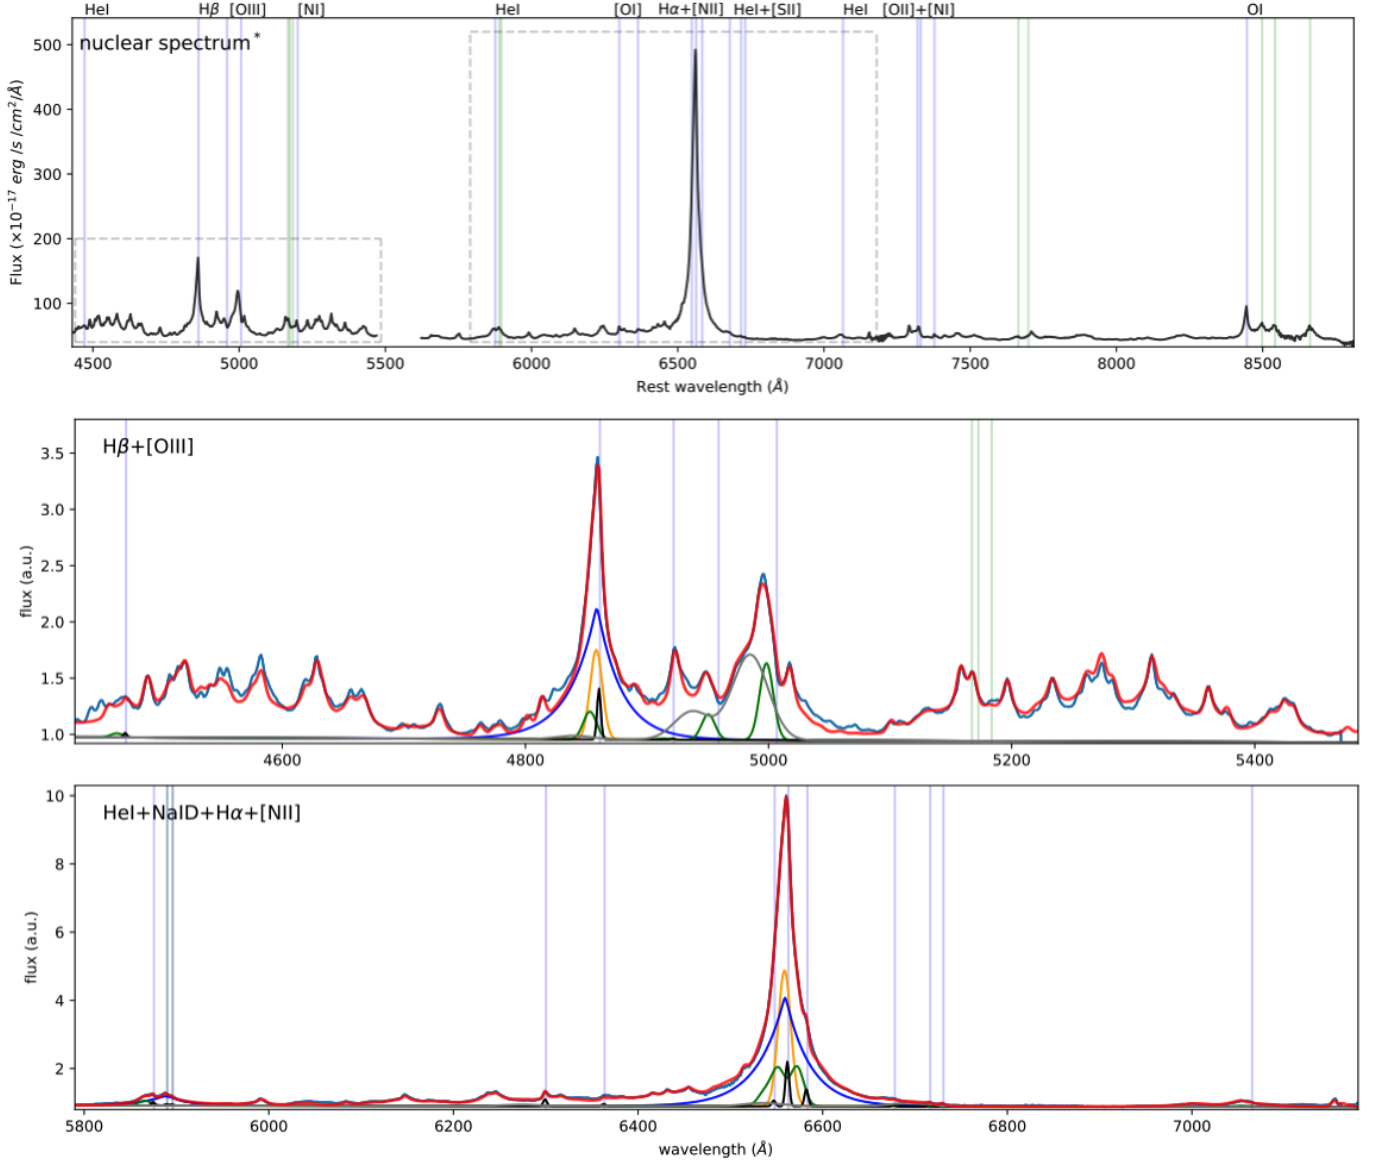 HeI Hβ [OIII] [NI] HeI [OI] Hα+[NII] HeI+[SII] HeI [OII]+[NI] OI
nuclear spectrum*
500
400
300
200
100
Flux (×10⁻¹⁷ erg /s /cm²/Å)
4500 5000 5500 6000 6500 7000 7500 8000 8500
Rest wavelength (Å)
Hβ+[OIII]
3.5
3.0
2.5
2.0
1.5
1.0
flux (a.u.)
4600 4800 5000 5200 5400
HeI+NaID+Hα+[NII]
10
8
6
4
2
flux (a.u.)
5800 6000 6200 6400 6600 6800 7000
wavelength (Å)